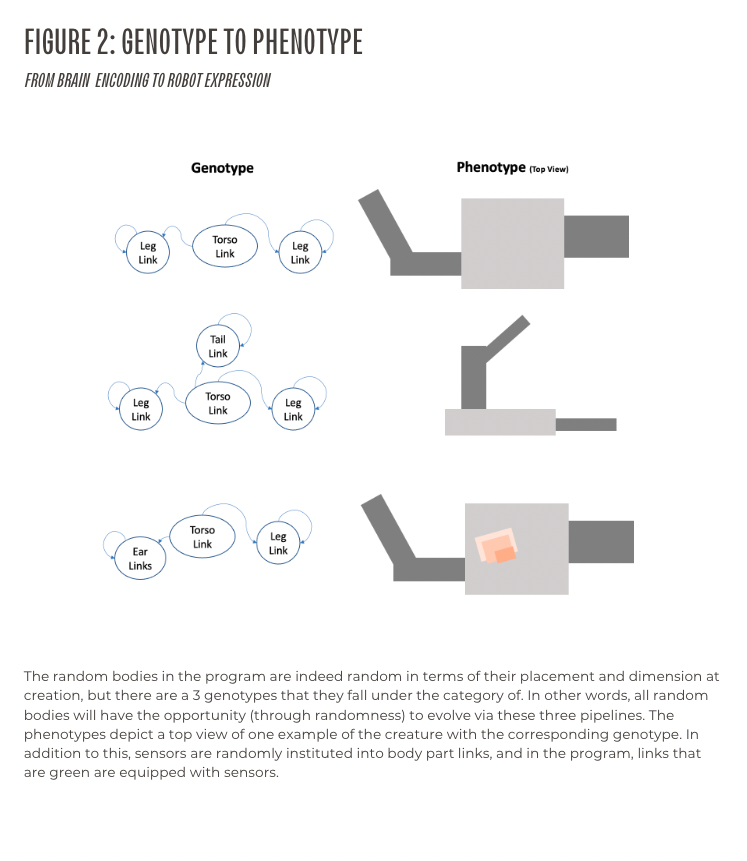 FIGURE 2: GENOTYPE TO PHENOTYPE
FROM BRAIN ENCODING TO ROBOT EXPRESSION
Genotype
Phenotype (Top View)
Leg
Link
Torso
Link
Leg
Link
Tail
Link
Leg
Link
Torso
Link
Leg
Link
Ear
Links
Torso
Link
Leg
Link
The random bodies in the program are indeed random in terms of their placement and dimension at
creation, but there are a 3 genotypes that they fall under the category of. In other words, all random
bodies will have the opportunity (through randomness) to evolve via these three pipelines. The
phenotypes depict a top view of one example of the creature with the corresponding genotype. In
addition to this, sensors are randomly instituted into body part links, and in the program, links that
are green are equipped with sensors.